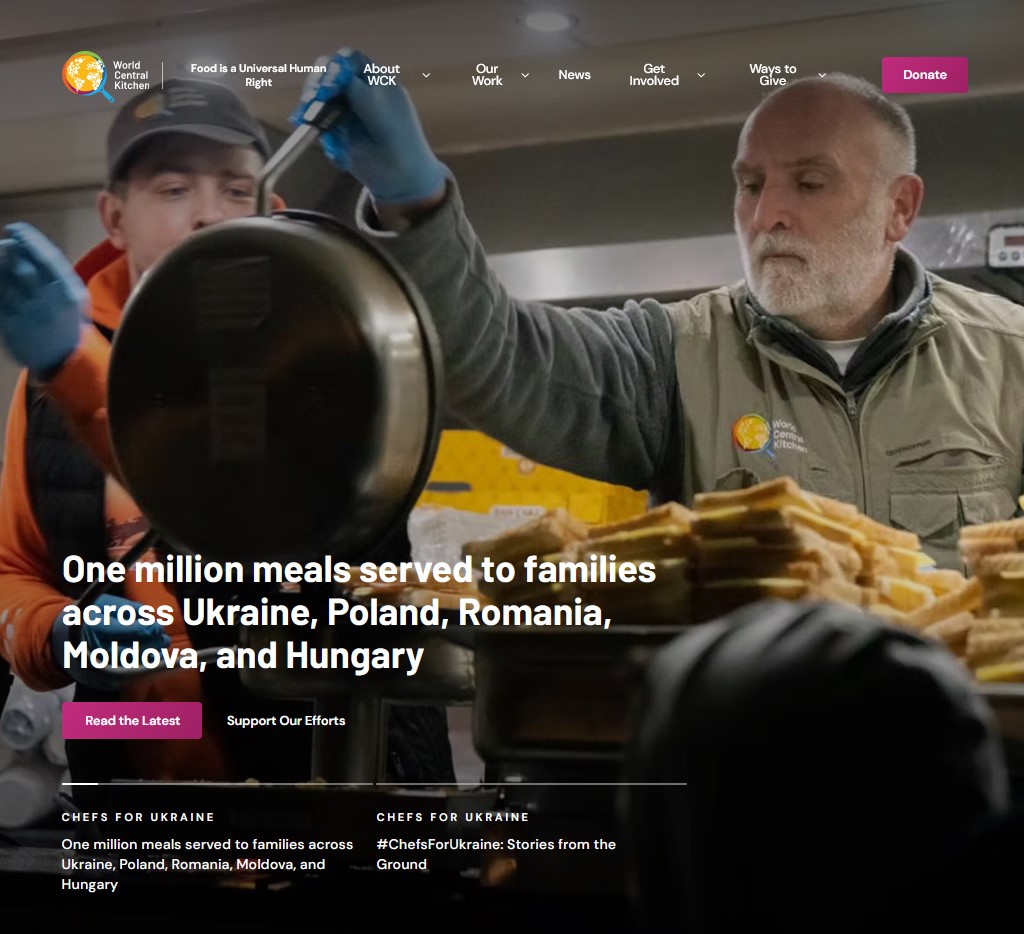 World
Central
Kitchen
Food is a Universal Human
Right
About
WCK
Our
Work
News
Get
Involved
Ways to
Give
Donate
World
Central
Kitchen
One million meals served to families
across Ukraine, Poland, Romania,
Moldova, and Hungary
Read the Latest
Support Our Efforts
CHEFS FOR UKRAINE
One million meals served to families across
Ukraine, Poland, Romania, Moldova, and
Hungary
CHEFS FOR UKRAINE
#ChefsForUkraine: Stories from the
Ground